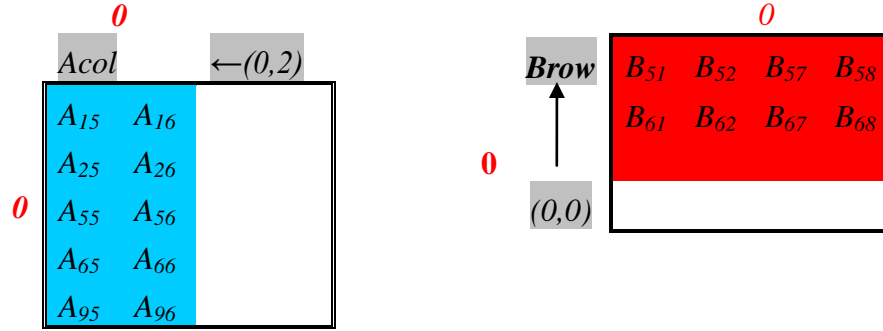 0
Acol ←(0,2)
A15 A16
A25 A26
0 A55 A56
A65 A66
A95 A96
0
Brow B51 B52 B57 B58
B61 B62 B67 B68
0
(0,0)